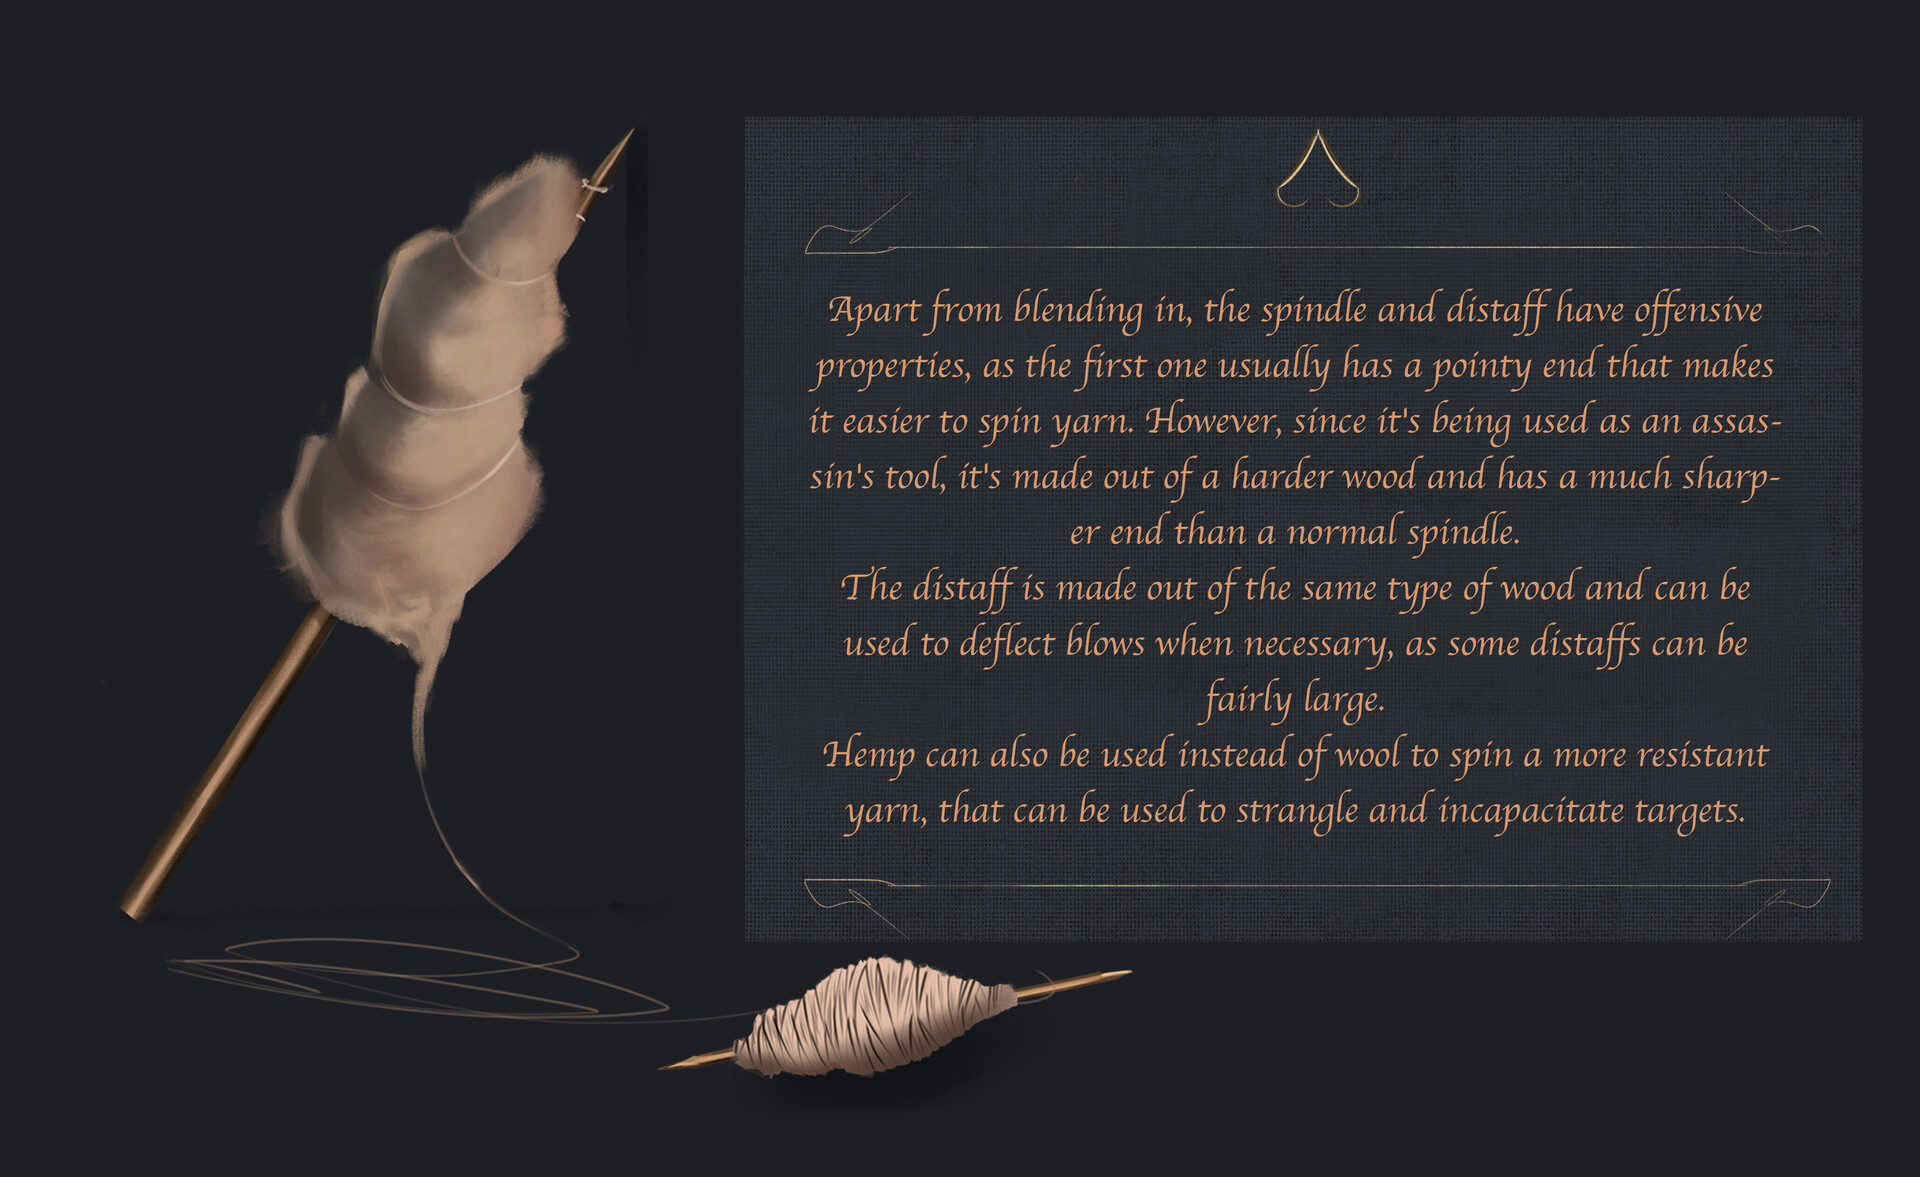 Apart from blending in, the spindle and distaff have offensive
properties, as the first one usually has a pointy end that makes
it easier to spin yarn. However, since it's being used as an assas-
sin's tool, it's made out of a harder wood and has a much sharp-
er end than a normal spindle.
The distaff is made out of the same type of wood and can be
used to deflect blows when necessary, as some distaffs can be
fairly large.
Hemp can also be used instead of wool to spin a more resistant
yarn, that can be used to strangle and incapacitate targets.